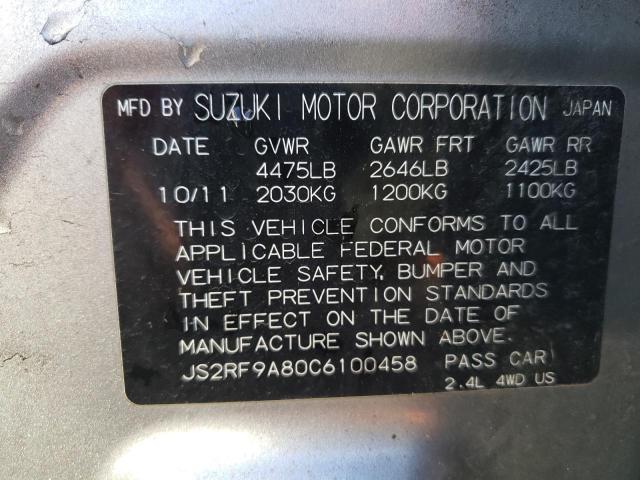 MFD BY SUZUKI MOTOR CORPORATION JAPAN
DATE GVWR GAWR FRT GAWR RR
4475LB 2646LB 2425LB
10/11 2030KG 1200KG 1100KG
THIS VEHICLE CONFORMS TO ALL
APPLICABLE FEDERAL MOTOR
VEHICLE SAFETY, BUMPER AND
THEFT PREVENTION STANDARDS
IN EFFECT ON THE DATE OF
MANUFACTURE SHOWN ABOVE.
JS2RF9A80C6100458 PASS CAR
2.4L 4WD US